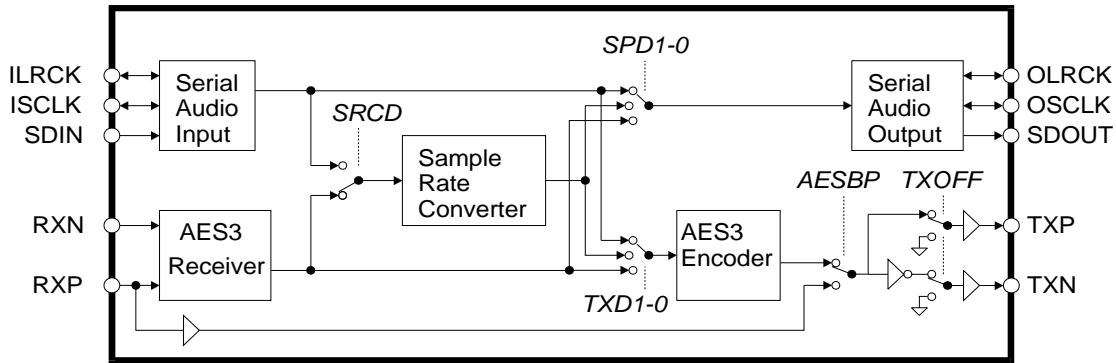 SPD1-0
ILRCK
ISCLK
SDIN
Serial
Audio
Input
SRCD
Serial
Audio
Output
OLRCK
OSCLK
SDOUT
Sample
Rate
Converter
AESBP
TXOFF
RXN
RXP
AES3
Receiver
AES3
Encoder
TXP
TXN
TXD1-0